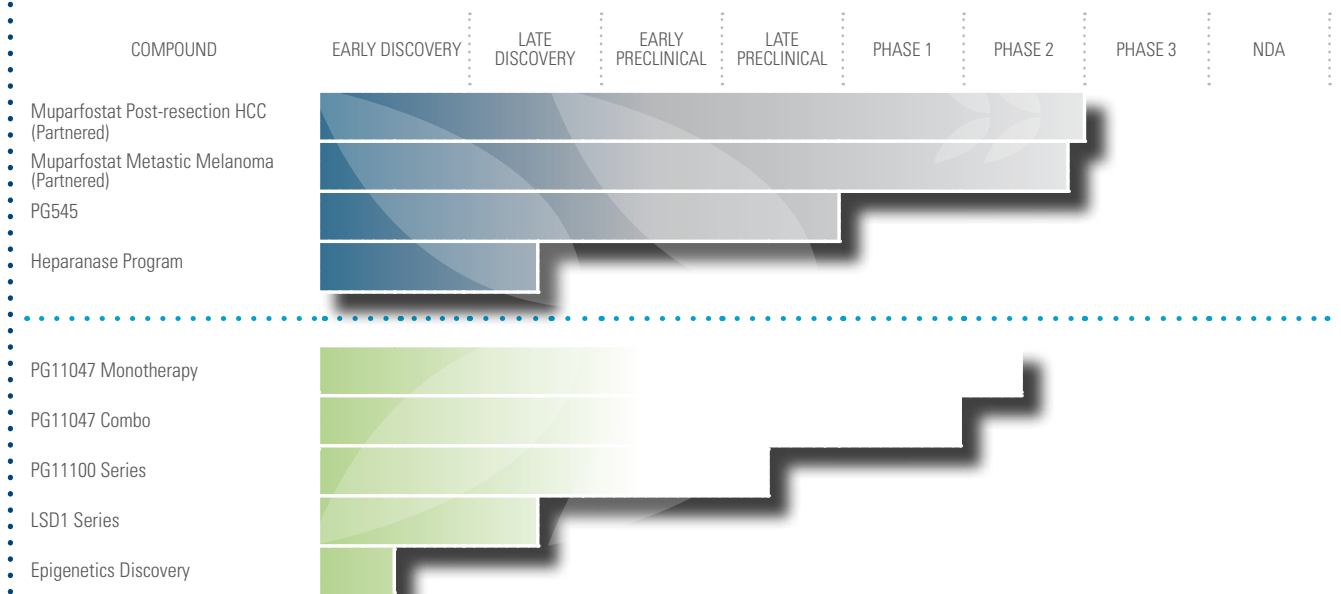 COMPOUND
EARLY DISCOVERY
LATE
DISCOVERY
EARLY
PRECLINICAL
LATE
PRECLINICAL
PHASE 1
PHASE 2
PHASE 3
NDA
Muparfostat Post-resection HCC
(Partnered)
Muparfostat Metastic Melanoma
(Partnered)
PG545
Heparanase Program
PG11047 Monotherapy
PG11047 Combo
PG11100 Series
LSD1 Series
Epigenetics Discovery